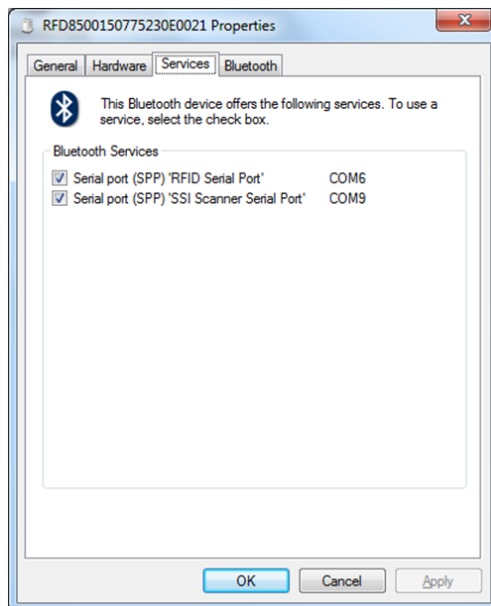 RFD8500150775230E0021 Properties
General Hardware Services Bluetooth
This Bluetooth device offers the following services. To use a
service, select the check box.
Bluetooth Services
Serial port (SPP) 'RFID Serial Port' COM6
Serial port (SPP) 'SSI Scanner Serial Port' COM9
OK Cancel Apply